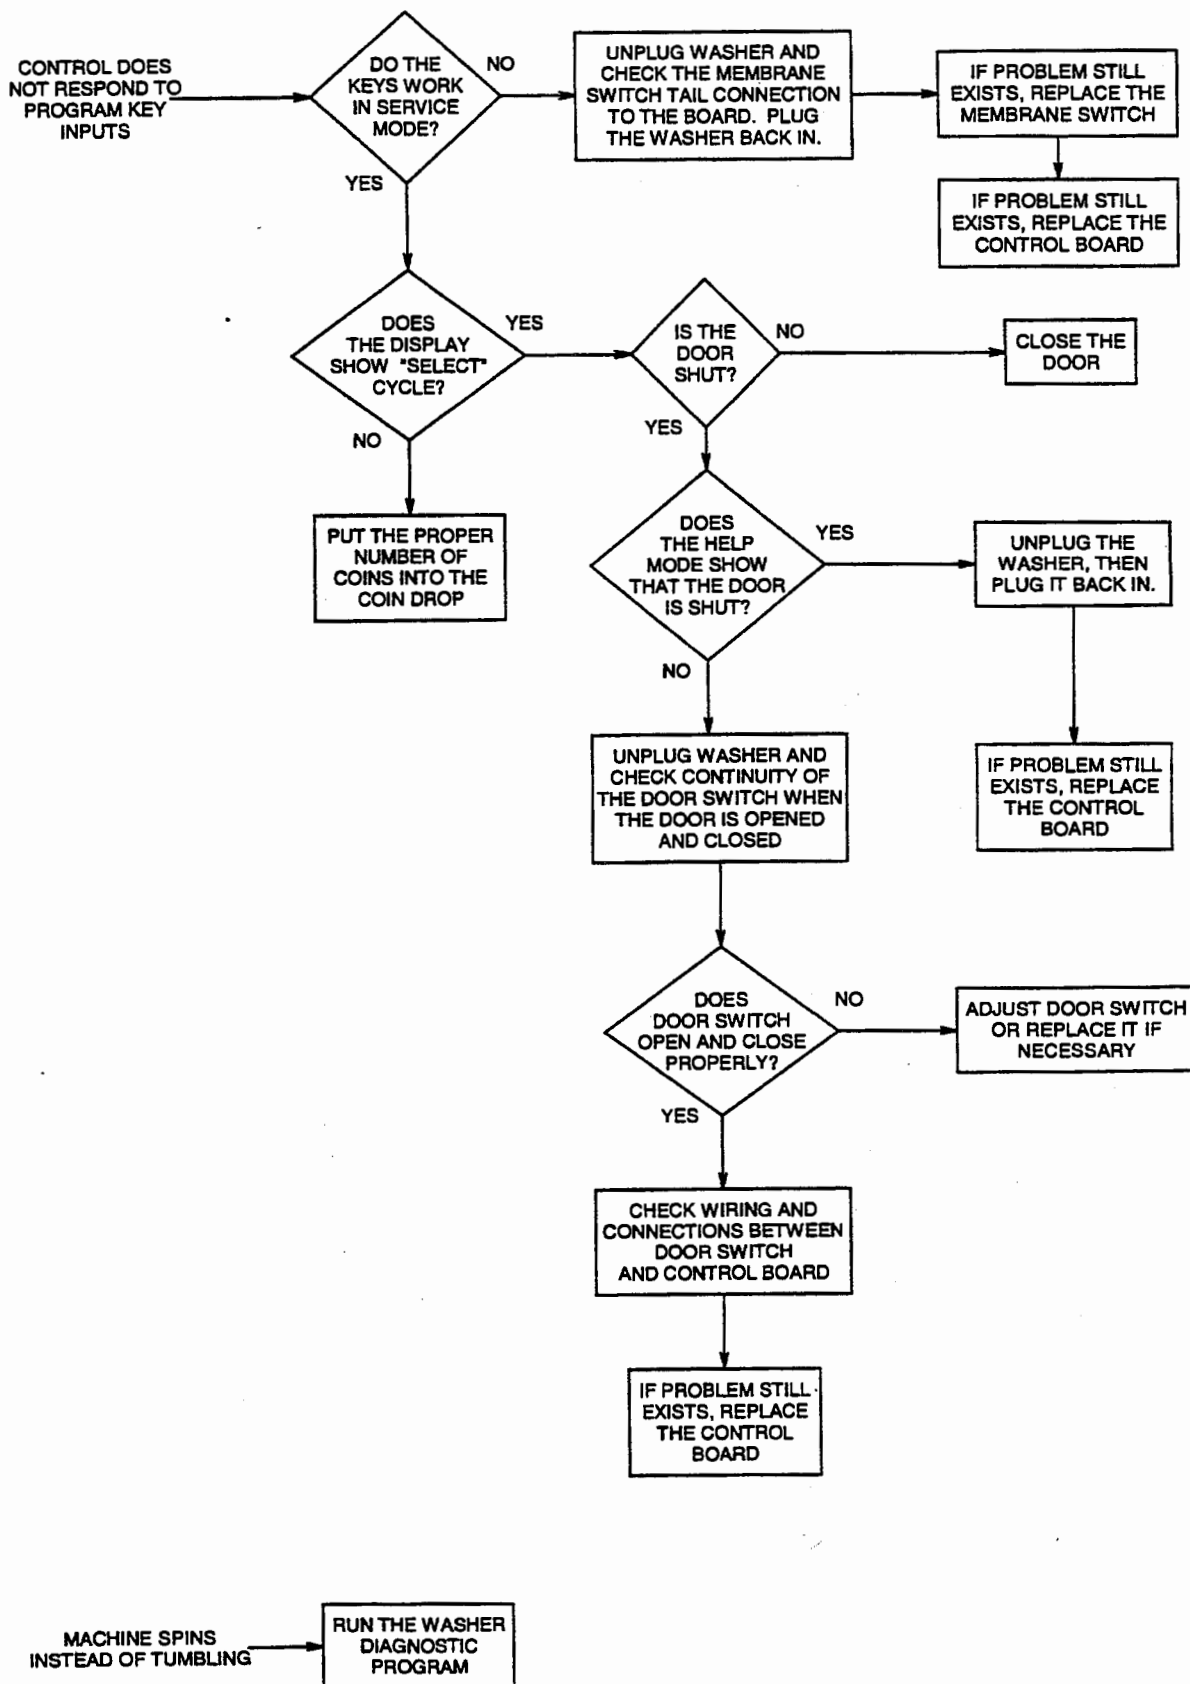 CONTROL DOES
NOT RESPOND TO
PROGRAM KEY
INPUTS
DO THE
KEYS WORK
IN SERVICE
MODE?
NO
UNPLUG WASHER AND
CHECK THE MEMBRANE
SWITCH TAIL CONNECTION
TO THE BOARD. PLUG
THE WASHER BACK IN.
IF PROBLEM STILL
EXISTS, REPLACE THE
MEMBRANE SWITCH
IF PROBLEM STILL
EXISTS, REPLACE THE
CONTROL BOARD
YES
DOES
THE DISPLAY
SHOW "SELECT"
CYCLE?
YES
IS THE
DOOR
SHUT?
NO
CLOSE THE
DOOR
NO
PUT THE PROPER
NUMBER OF
COINS INTO THE
COIN DROP
YES
DOES
THE HELP
MODE SHOW
THAT THE DOOR
IS SHUT?
YES
UNPLUG THE
WASHER, THEN
PLUG IT BACK IN.
IF PROBLEM STILL
EXISTS, REPLACE
THE CONTROL
BOARD
NO
UNPLUG WASHER AND
CHECK CONTINUITY OF
THE DOOR SWITCH WHEN
THE DOOR IS OPENED
AND CLOSED
DOES
DOOR SWITCH
OPEN AND CLOSE
PROPERLY?
NO
ADJUST DOOR SWITCH
OR REPLACE IT IF
NECESSARY
YES
CHECK WIRING AND
CONNECTIONS BETWEEN
DOOR SWITCH
AND CONTROL BOARD
IF PROBLEM STILL
EXISTS, REPLACE
THE CONTROL
BOARD
MACHINE SPINS
INSTEAD OF TUMBLING
RUN THE WASHER
DIAGNOSTIC
PROGRAM